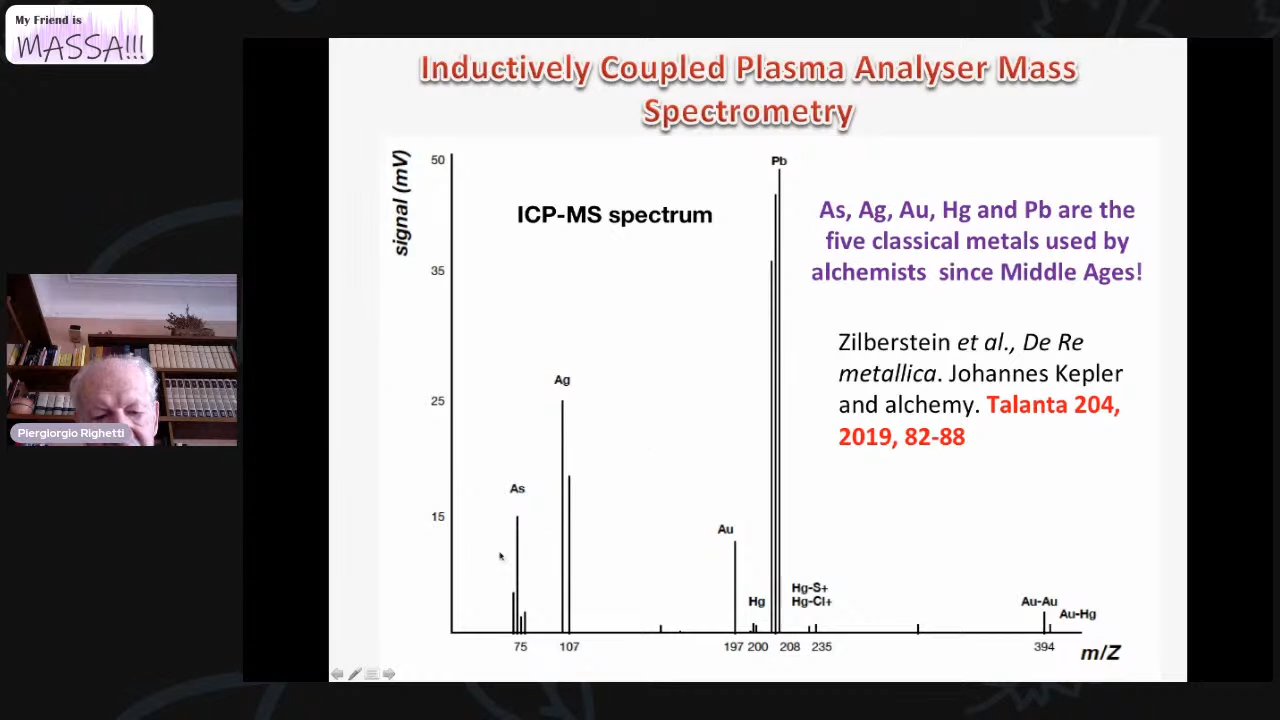 My Friend is
MASSA!!!
Inductively Coupled Plasma Analyser Mass
Spectrometry
signal (mV)
50
35
25
15
ICP-MS spectrum
As
Ag
Au
Hg
Pb
Hg-S+
Hg-Cl+
Au-Au
Au-Hg
75
107
197
200
208
235
394
m/Z
As, Ag, Au, Hg and Pb are the
five classical metals used by
alchemists since Middle Ages!
Zilberstein et al., De Re
metallica. Johannes Kepler
and alchemy. Talanta 204,
2019, 82-88
Piergiorgio Righetti